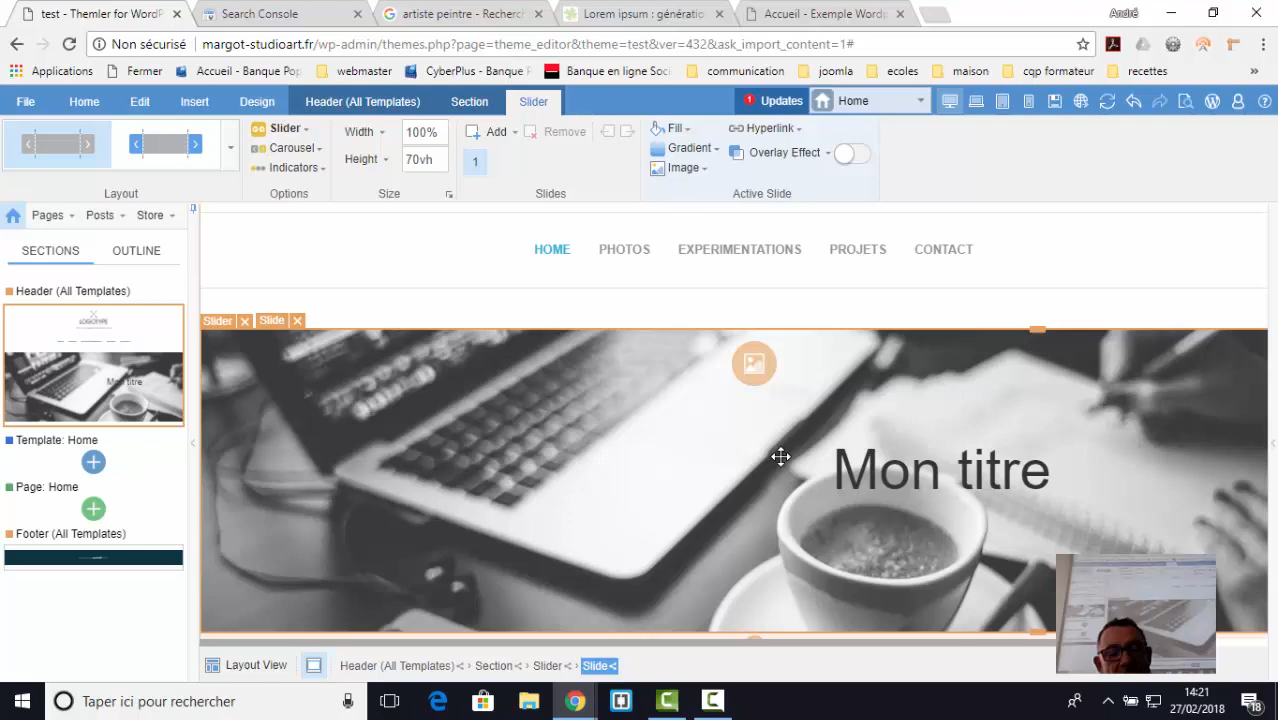 test - Themler for WordP
Search Console
artiste peintre - Recherc
Lorem ipsum : génératio
Accueil - Exemple Wordp
André
Non sécurisé
margot-studioart.fr/wp-admin/themes.php?page=theme_editor&theme=test&ver=432&ask_import_content=1#
Applications
Fermer
Accueil - Banque Pop
webmaster
CyberPlus - Banque P
Banque en ligne Soci
communication
joomla
ecoles
maison
cqp formateur
recettes
»
File
Home
Edit
Insert
Design
Header (All Templates)
Section
Slider
1
Updates
Home
Slider
Carousel
Indicators
Width
100%
Height
70vh
Add
Remove
1
Fill
Gradient
Image
Hyperlink
Overlay Effect
Layout
Options
Size
Slides
Active Slide
Pages
Posts
Store
SECTIONS
OUTLINE
Header (All Templates)
LOGOTYPE
Mon titre
Template: Home
Page: Home
Footer (All Templates)
HOME
PHOTOS
EXPERIMENTATIONS
PROJETS
CONTACT
Slider
Slide
Mon titre
Layout View
Header (All Templates)
Section
Slider
Slide
Taper ici pour rechercher
14:21
27/02/2018
18